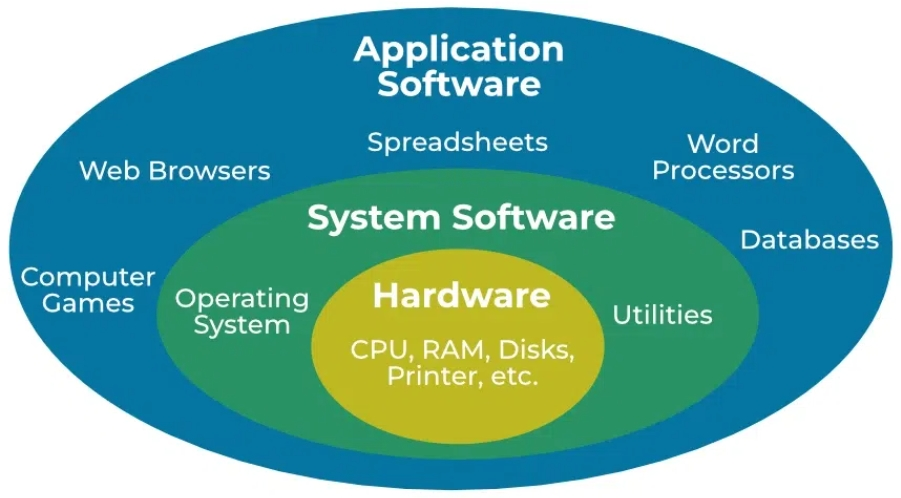 Application
Software
Spreadsheets
Word
Processors
Web Browsers
System Software
Databases
Computer
Games
Operating
System
Hardware
Utilities
CPU, RAM, Disks,
Printer, etc.